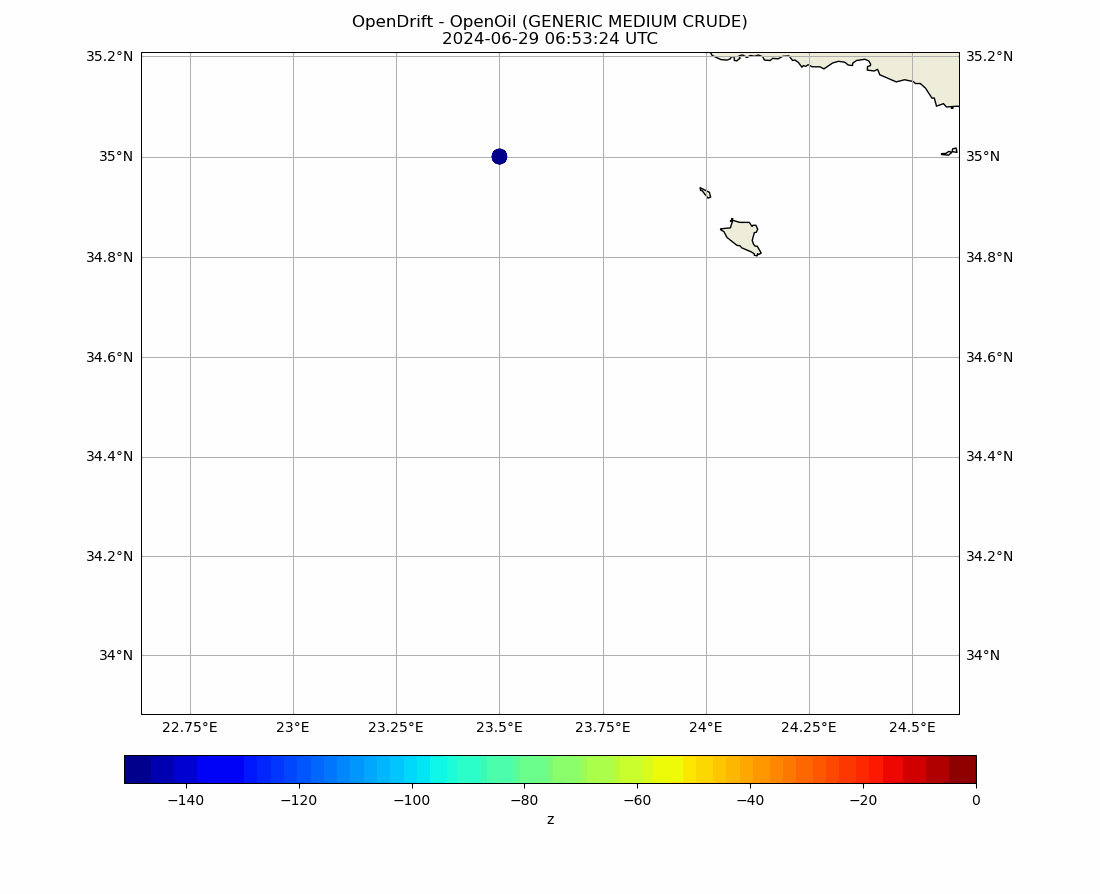 OpenDrift - OpenOil (GENERIC MEDIUM CRUDE)
2024-06-29 06:53:24 UTC
35.2°N 35.2°N
35°N 35°N
34.8°N 34.8°N
34.6°N 34.6°N
34.4°N 34.4°N
34.2°N 34.2°N
34°N 34°N
22.75°E 23°E 23.25°E 23.5°E 23.75°E 24°E 24.25°E 24.5°E
−140 −120 −100 −80 −60 −40 −20 0
z